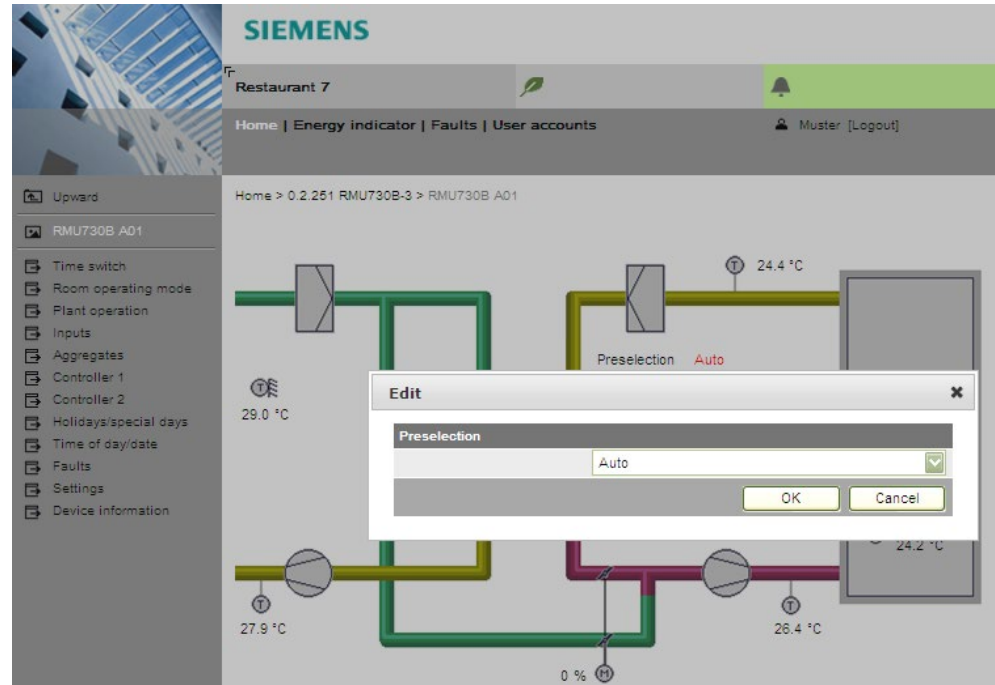 SIEMENS
Restaurant 7
Home | Energy indicator | Faults | User accounts
Muster [Logout]
Upward
Home > 0.2.251 RMU730B-3 > RMU730B A01
RMU730B A01
Time switch
Room operating mode
Plant operation
Inputs
Aggregates
Controller 1
Controller 2
Holidays/special days
Time of day/date
Faults
Settings
Device information
T 24.4 °C
Preselection Auto
T
29.0 °C
Edit
Preselection
Auto
OK Cancel
24.2 °C
T
27.9 °C
T
26.4 °C
0 % M